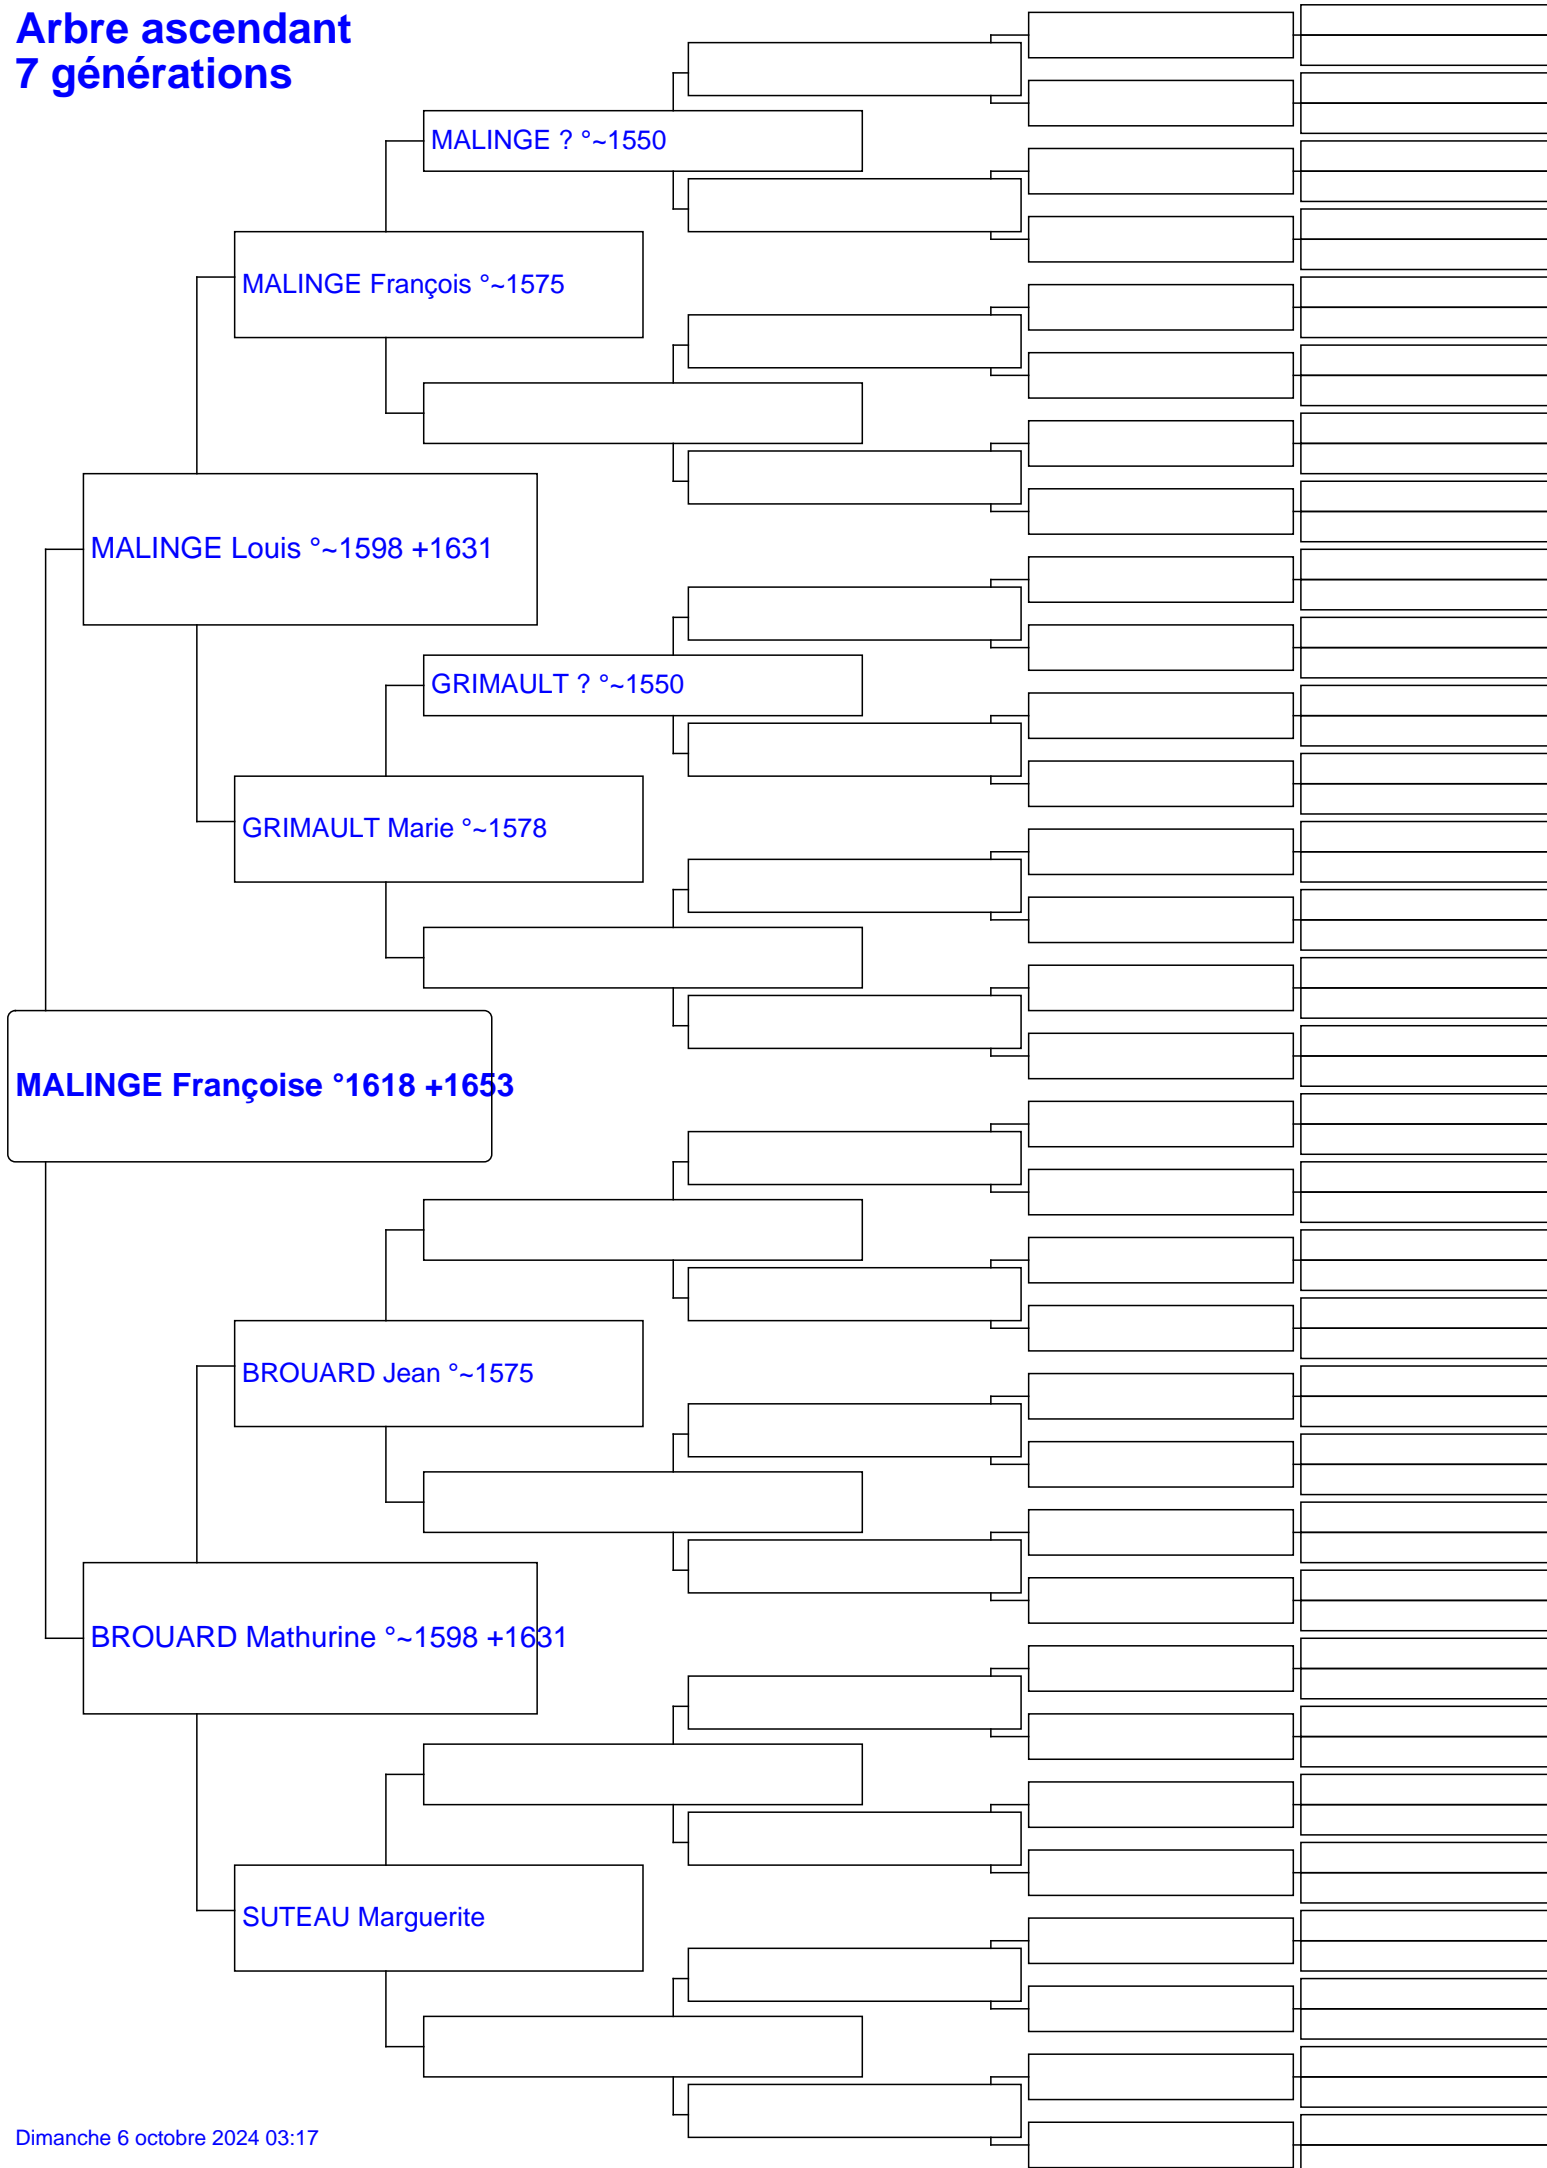 Arbre ascendant
7 générations
MALINGE ? °~1550
MALINGE François °~1575
MALINGE Louis °~1598 +1631
GRIMAULT ? °~1550
GRIMAULT Marie °~1578
MALINGE Françoise °1618 +1653
BROUARD Jean °~1575
BROUARD Mathurine °~1598 +1631
SUTEAU Marguerite
Dimanche 6 octobre 2024 03:17